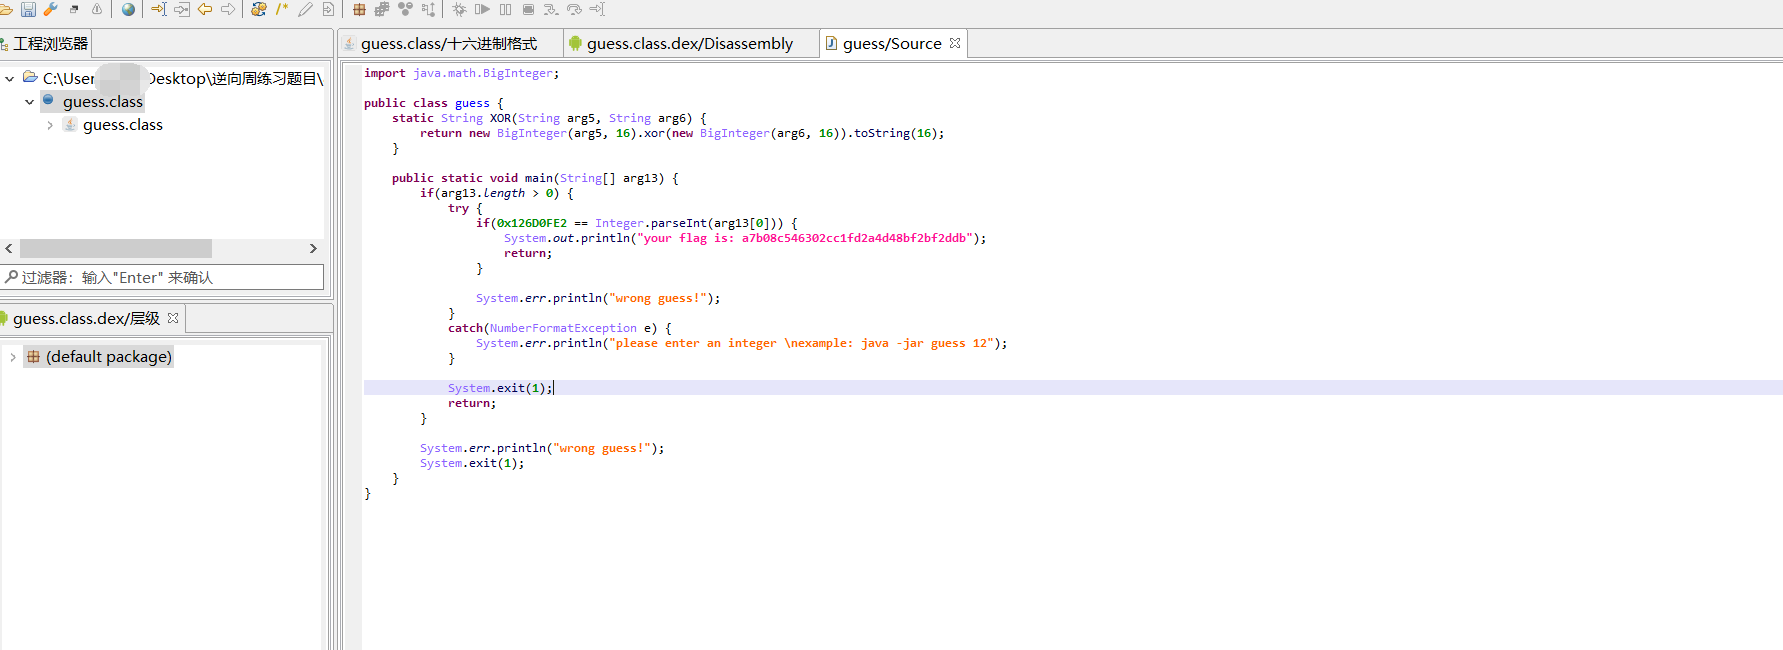 工程浏览器
C:\User
Desktop\逆向周练习题目\
guess.class
guess.class
过滤器：输入"Enter" 来确认
guess.class.dex/层级
(default package)
guess.class/十六进制格式
guess.class.dex/Disassembly
guess/Source
import java.math.BigInteger;
public class guess {
static String XOR(String arg5, String arg6) {
return new BigInteger(arg5, 16).xor(new BigInteger(arg6, 16)).toString(16);
}
public static void main(String[] arg13) {
if(arg13.length > 0) {
try {
if(0x126D0FE2 == Integer.parseInt(arg13[0])) {
System.out.println("your flag is: a7b08c546302cc1fd2a4d48bf2bf2ddb");
return;
}
System.err.println("wrong guess!");
}
catch(NumberFormatException e) {
System.err.println("please enter an integer \nexample: java -jar guess 12");
}
System.exit(1);
return;
}
System.err.println("wrong guess!");
System.exit(1);
}
}